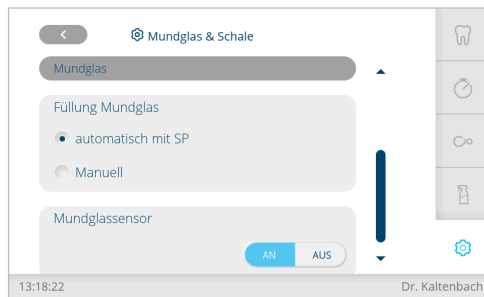 Mundglas & Schale
Mundglas
Füllung Mundglas
automatisch mit SP
Manuell
Mundglassensor
AN AUS
13:18:22 Dr. Kaltenbach